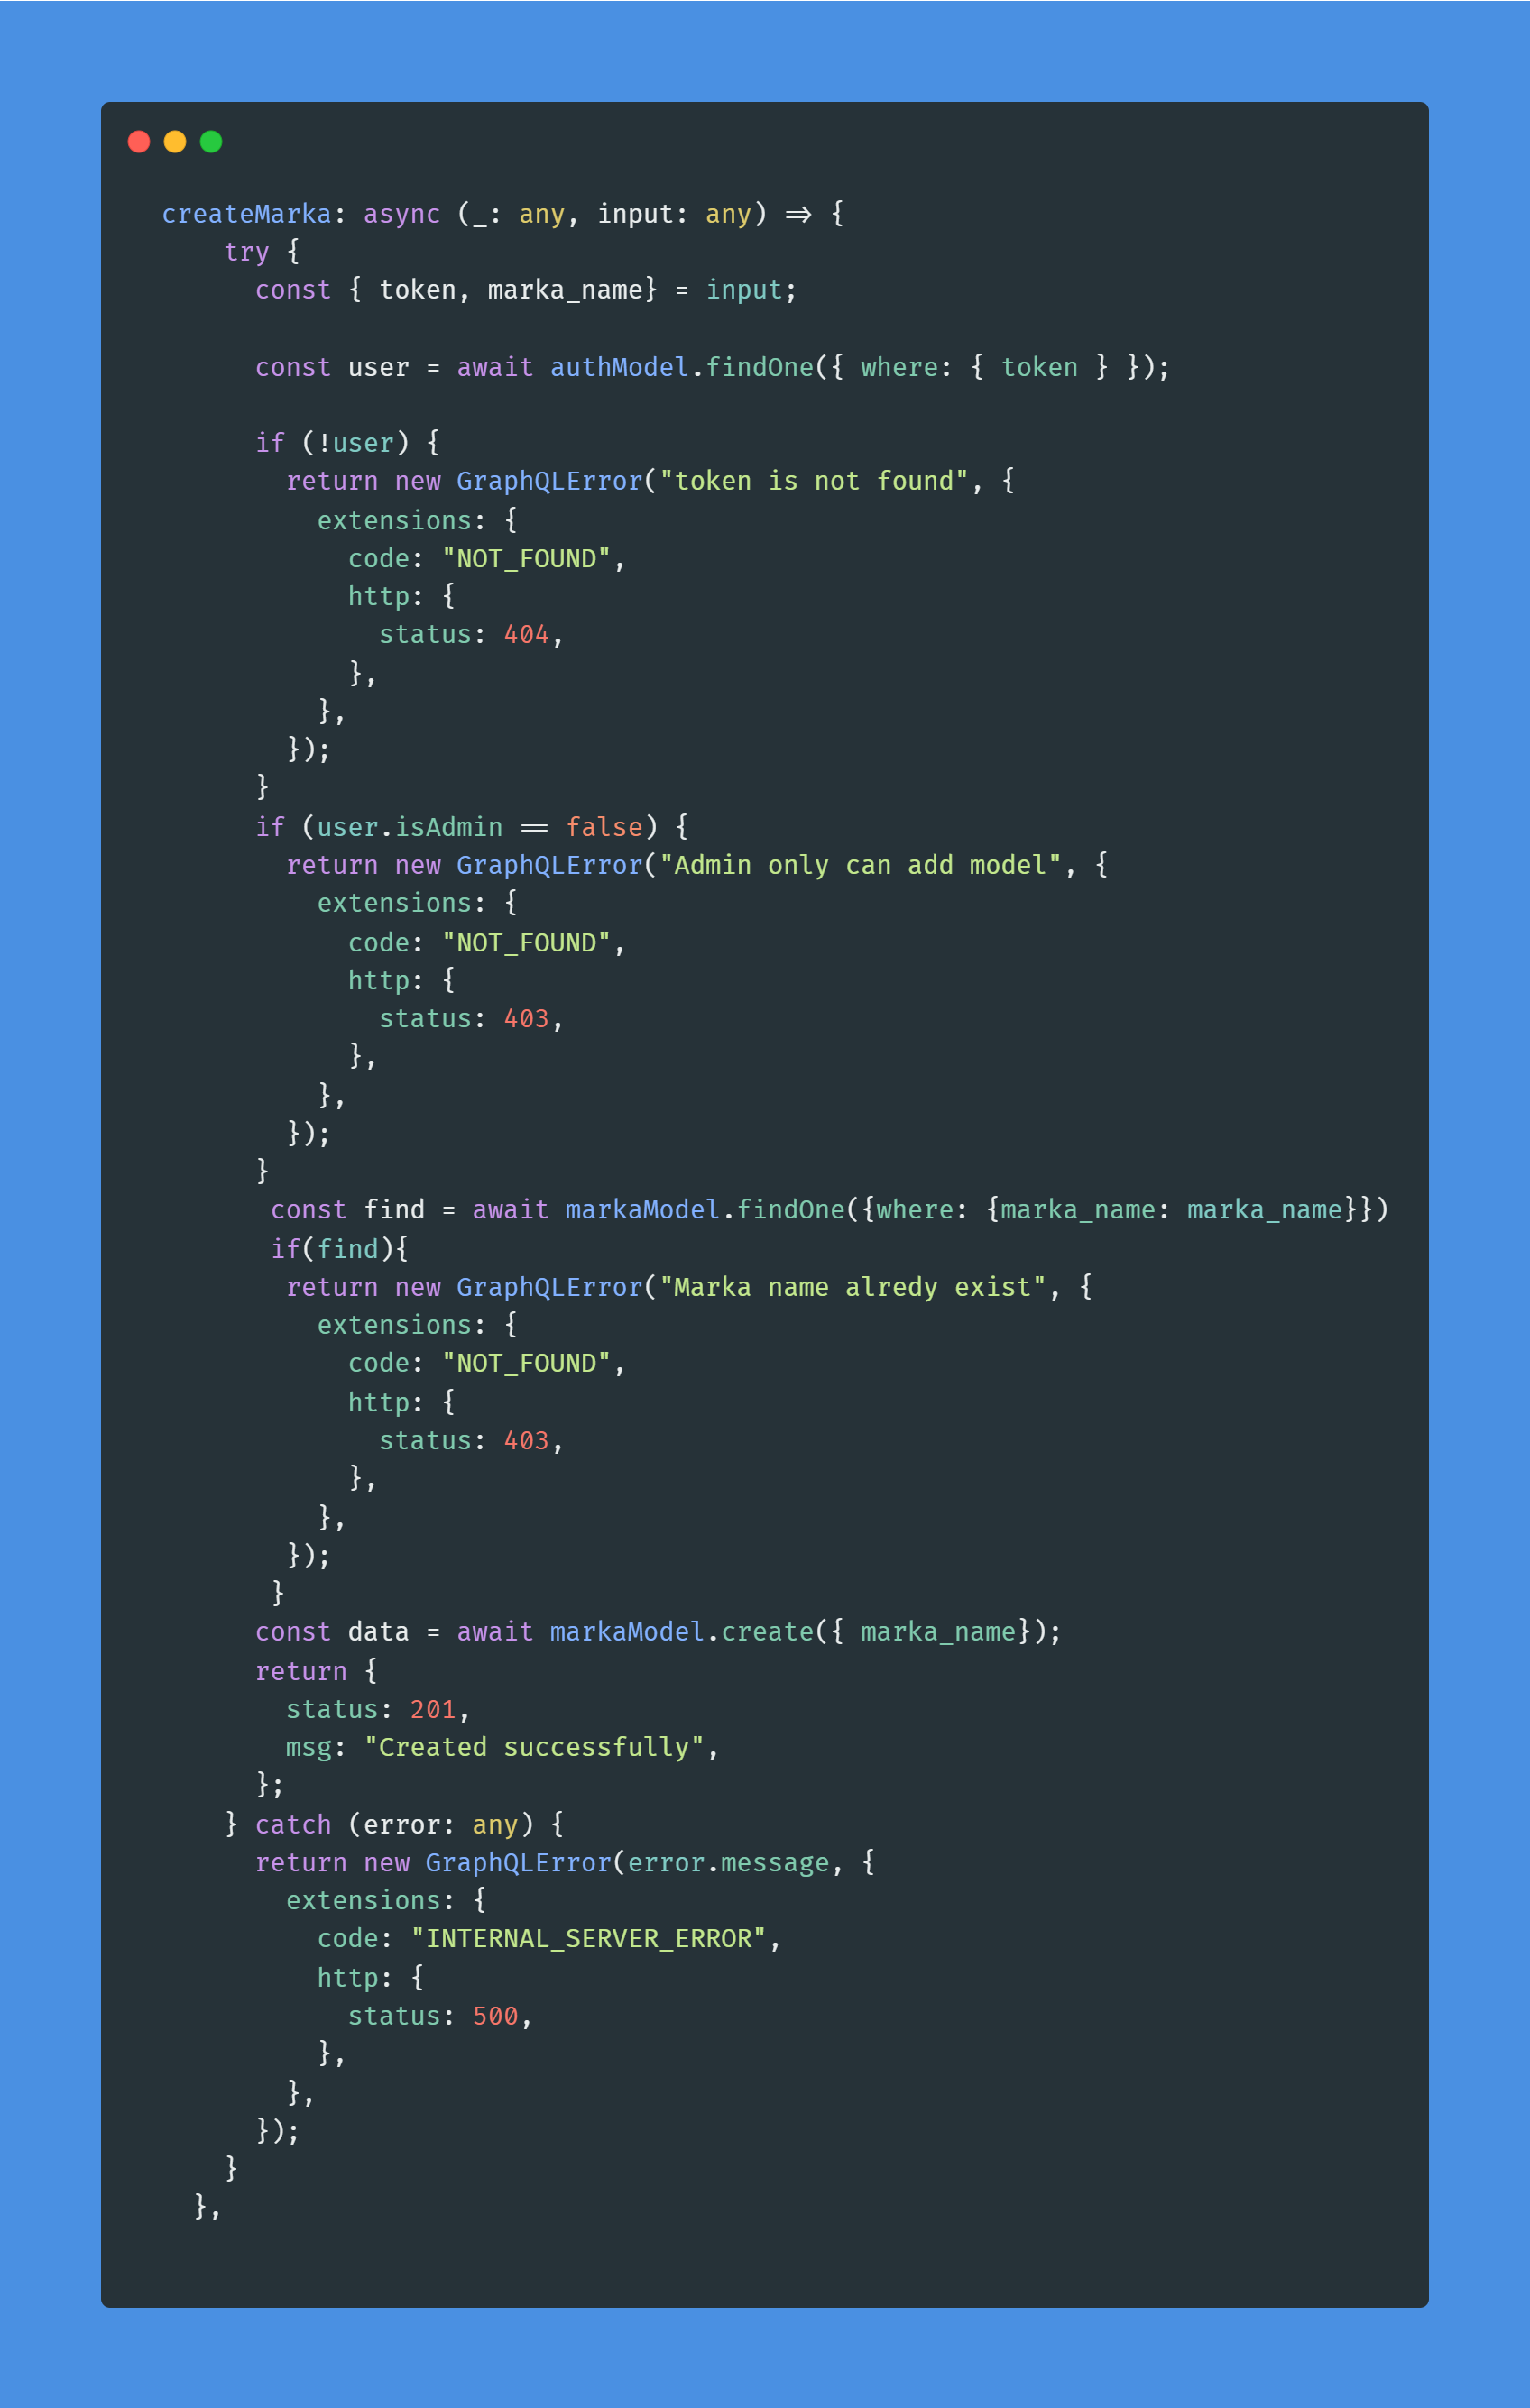 createMarka: async (_: any, input: any) => {
    try {
      const { token, marka_name} = input;

      const user = await authModel.findOne({ where: { token } });

      if (!user) {
        return new GraphQLError("token is not found", {
          extensions: {
            code: "NOT_FOUND",
            http: {
              status: 404,
            },
          },
        });
      }
      if (user.isAdmin == false) {
        return new GraphQLError("Admin only can add model", {
          extensions: {
            code: "NOT_FOUND",
            http: {
              status: 403,
            },
          },
        });
      }
       const find = await markaModel.findOne({where: {marka_name: marka_name}})
       if(find){
        return new GraphQLError("Marka name alredy exist", {
          extensions: {
            code: "NOT_FOUND",
            http: {
              status: 403,
            },
          },
        });
       }
      const data = await markaModel.create({ marka_name});
      return {
        status: 201,
        msg: "Created successfully",
      };
    } catch (error: any) {
      return new GraphQLError(error.message, {
        extensions: {
          code: "INTERNAL_SERVER_ERROR",
          http: {
            status: 500,
          },
        },
      });
    }
  },